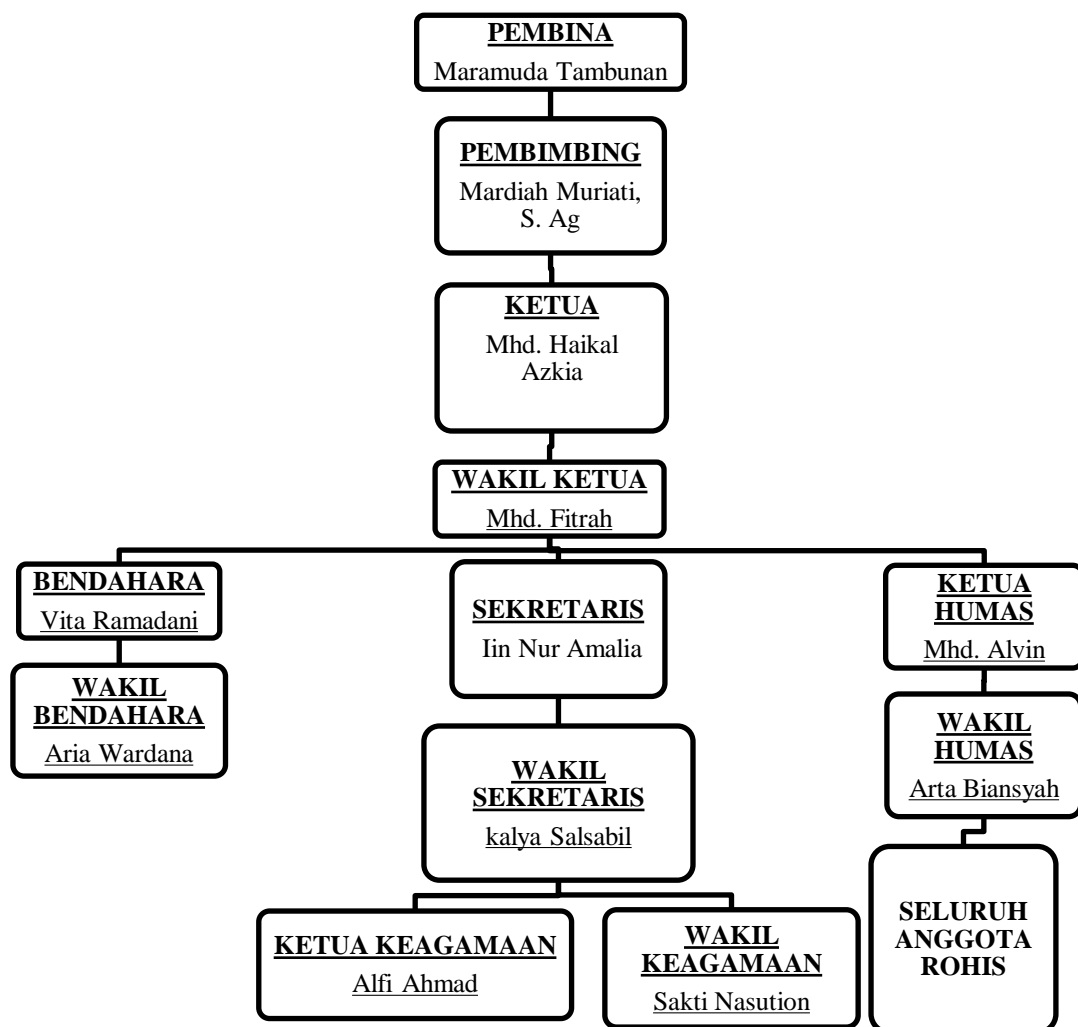 PEMBINA
Maramuda Tambunan
PEMBIMBING
Mardiah Muriati,
S. Ag
KETUA
Mhd. Haikal
Azkia
WAKIL KETUA
Mhd. Fitrah
BENDAHARA
Vita Ramadani
WAKIL
BENDAHARA
Aria Wardana
SEKRETARIS
Iin Nur Amalia
WAKIL
SEKRETARIS
kalya Salsabil
KETUA KEAGAMAAN
Alfi Ahmad
WAKIL
KEAGAMAAN
Sakti Nasution
KETUA
HUMAS
Mhd. Alvin
WAKIL
HUMAS
Arta Biansyah
SELURUH
ANGGOTA
ROHIS